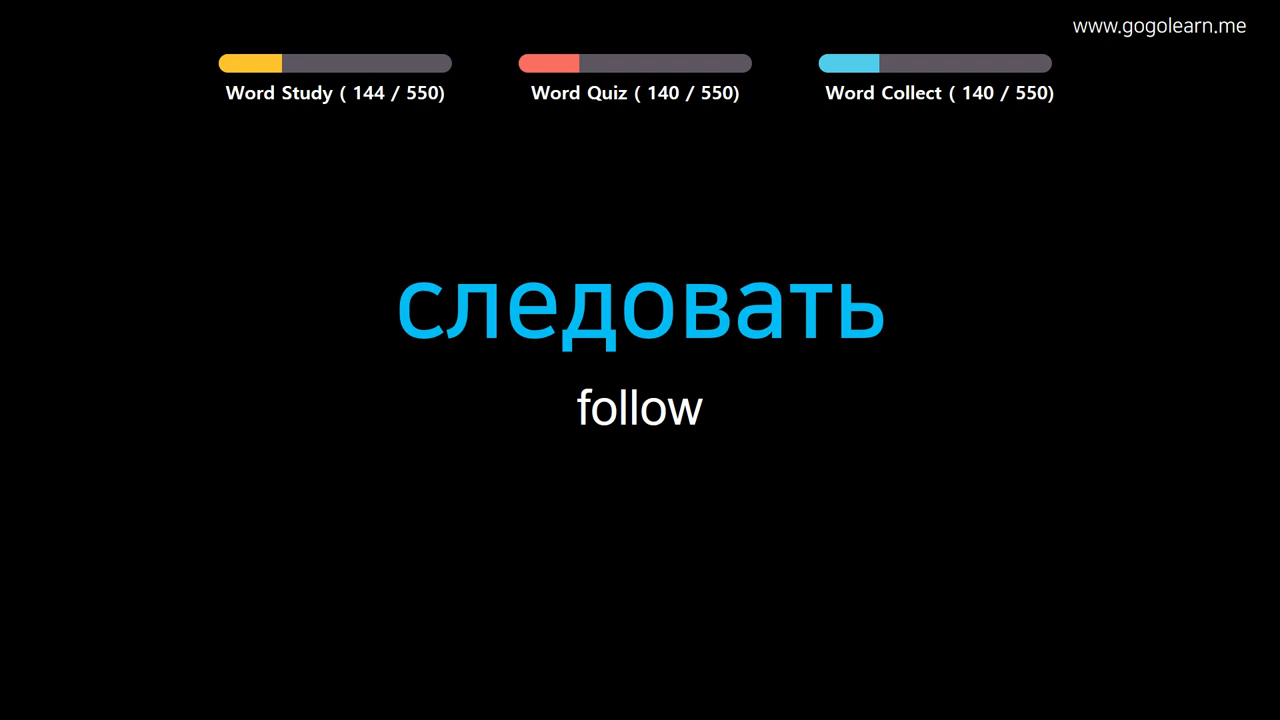 www.gogolearn.me
Word Study ( 144 / 550)
Word Quiz ( 140 / 550)
Word Collect ( 140 / 550)
следовать
follow